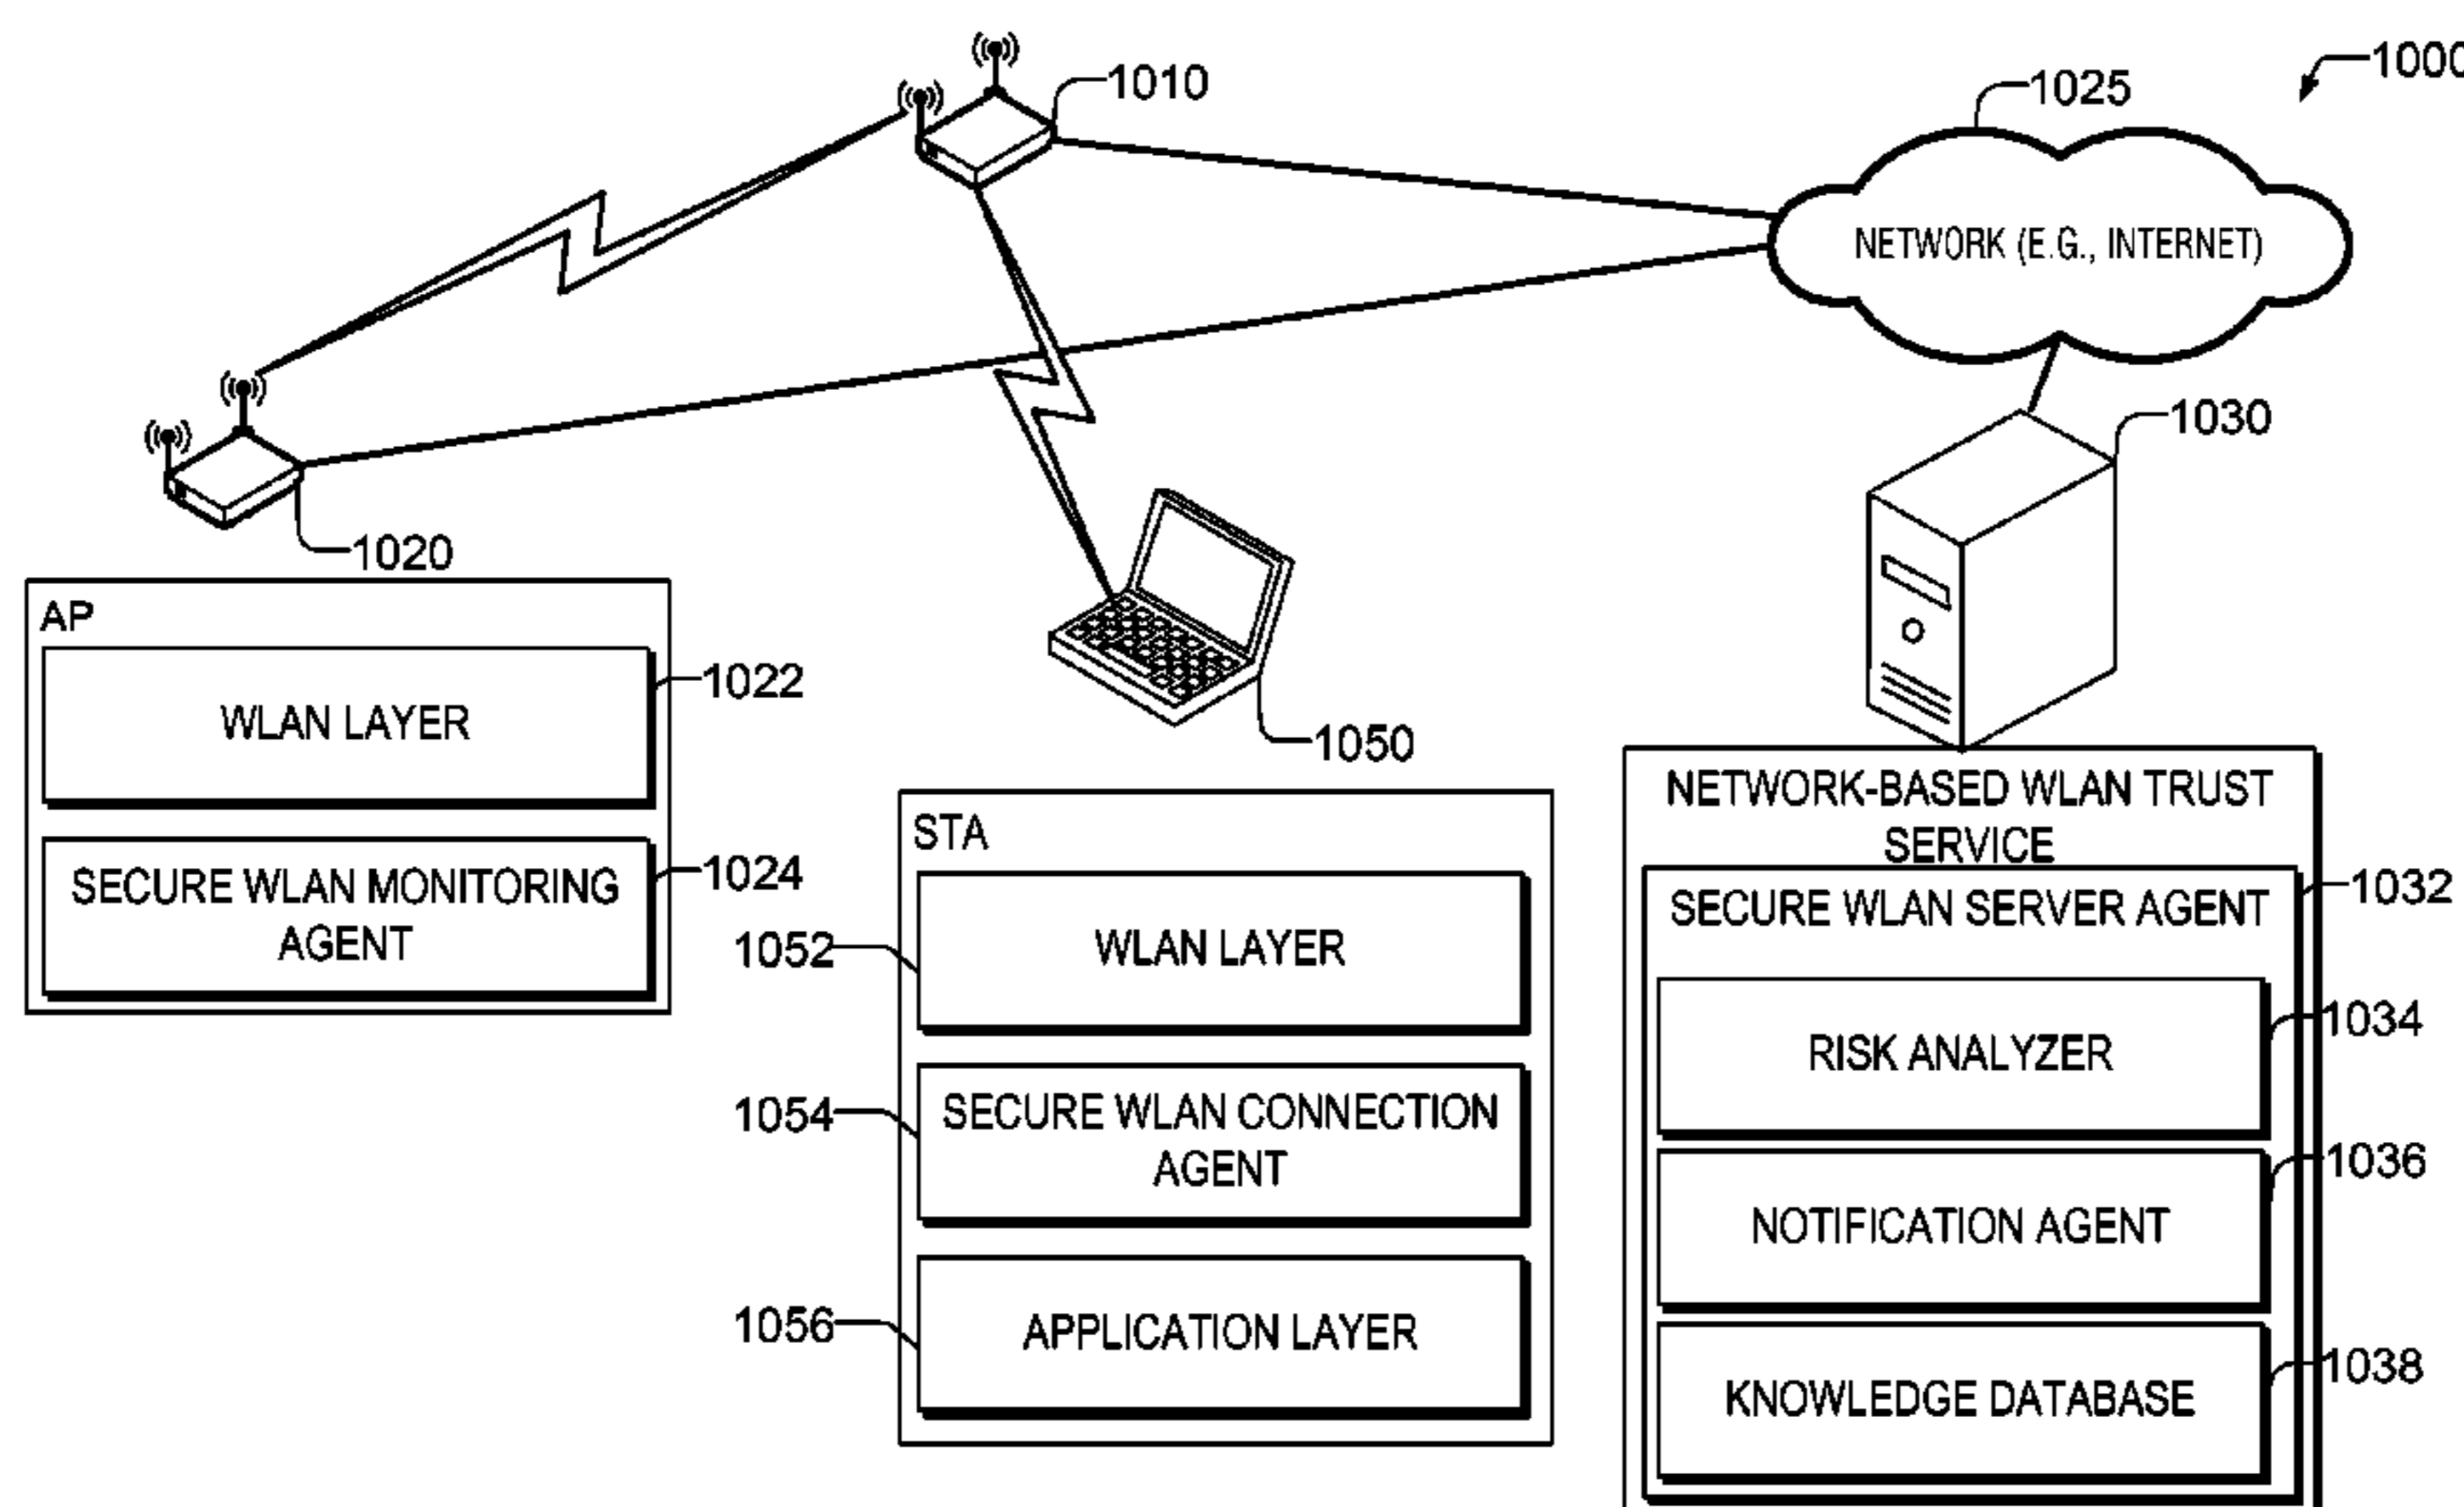 1000
1010
1025
NETWORK (E.G., INTERNET)
1030
1020
AP
WLAN LAYER
1022
SECURE WLAN MONITORING
AGENT
1024
1050
STA
WLAN LAYER
1052
SECURE WLAN CONNECTION
AGENT
1054
APPLICATION LAYER
1056
NETWORK-BASED WLAN TRUST
SERVICE
SECURE WLAN SERVER AGENT
1032
RISK ANALYZER
1034
NOTIFICATION AGENT
1036
KNOWLEDGE DATABASE
1038